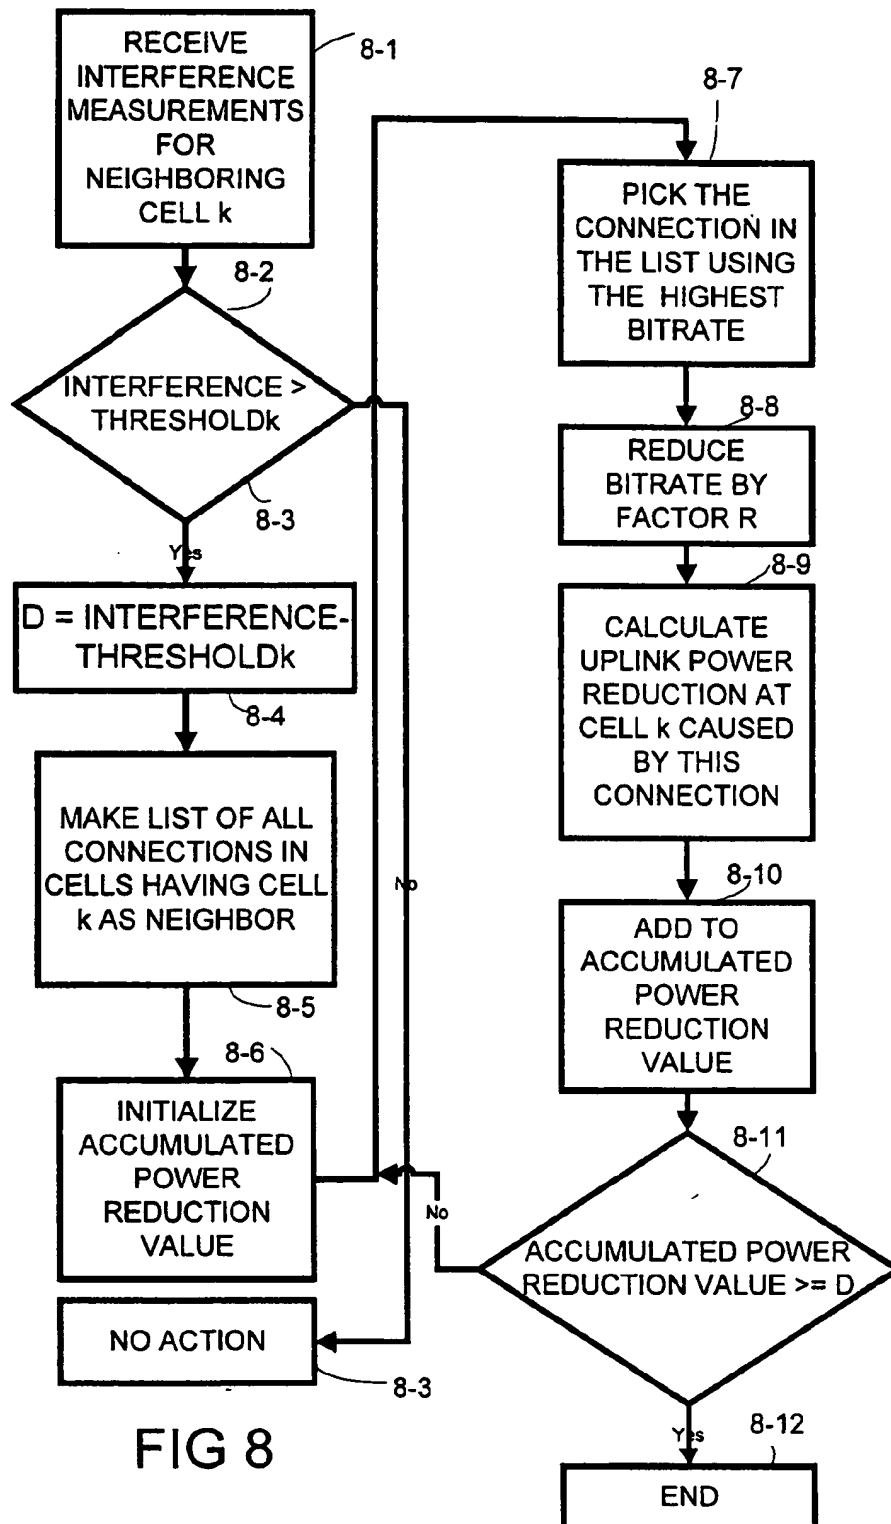 RECEIVE
INTERFERENCE
MEASUREMENTS
FOR
NEIGHBORING
CELL k
8-1
8-2
INTERFERENCE >
THRESHOLDk
8-3
Yes
D = INTERFERENCE-
THRESHOLDk
8-4
MAKE LIST OF ALL
CONNECTIONS IN
CELLS HAVING CELL
k AS NEIGHBOR
No
8-5
8-6
INITIALIZE
ACCUMULATED
POWER
REDUCTION
VALUE
NO ACTION
8-3
8-7
PICK THE
CONNECTION IN
THE LIST USING
THE HIGHEST
BITRATE
8-8
REDUCE
BITRATE BY
FACTOR R
8-9
CALCULATE
UPLINK POWER
REDUCTION AT
CELL k CAUSED
BY THIS
CONNECTION
8-10
ADD TO
ACCUMULATED
POWER
REDUCTION
VALUE
8-11
No
ACCUMULATED POWER
REDUCTION VALUE >= D
Yes
8-12
END
FIG 8